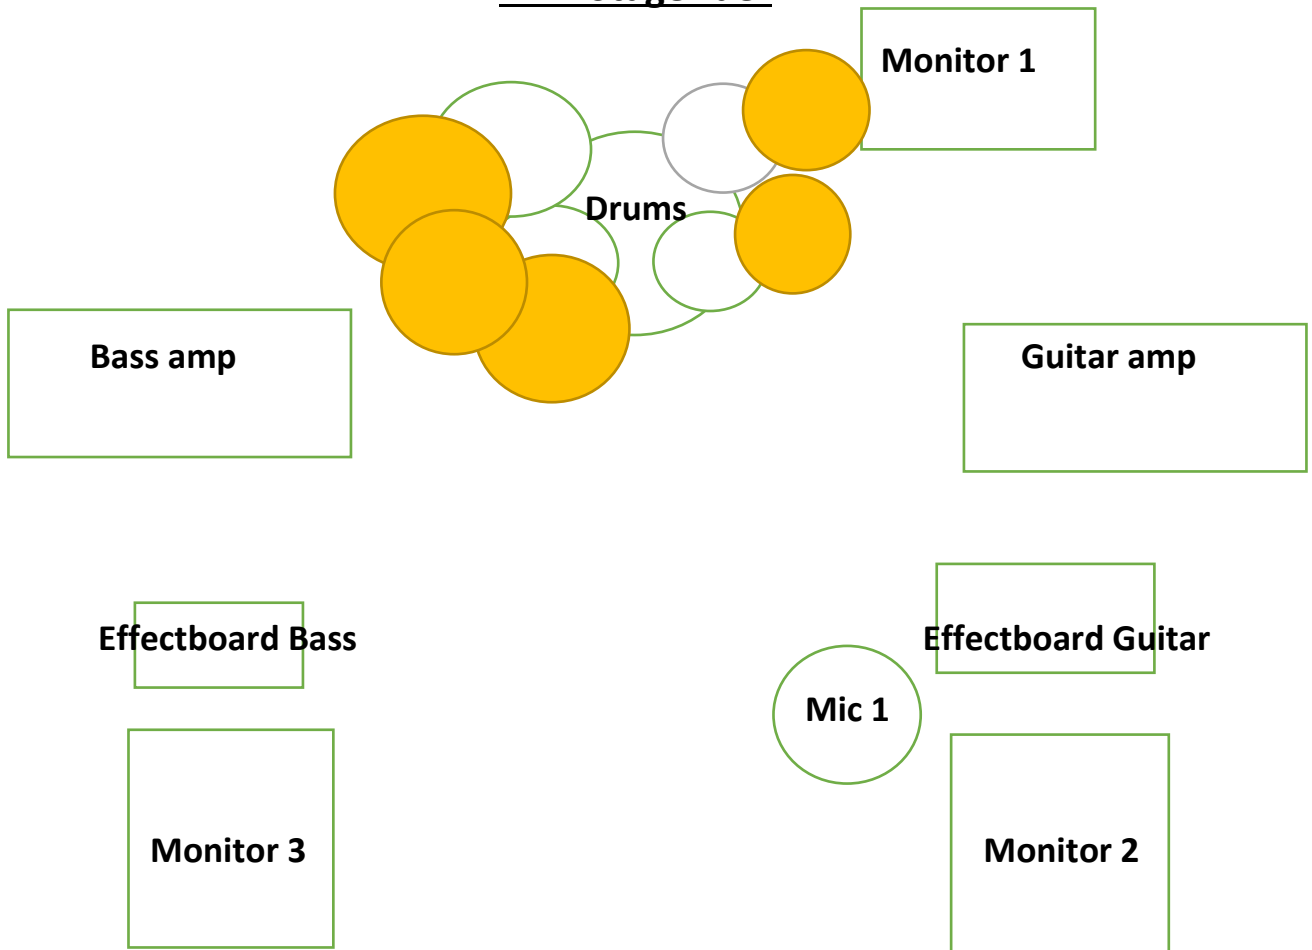 Monitor 1
Drums
Bass amp
Guitar amp
Effectboard Bass
Effectboard Guitar
Mic 1
Monitor 3
Monitor 2